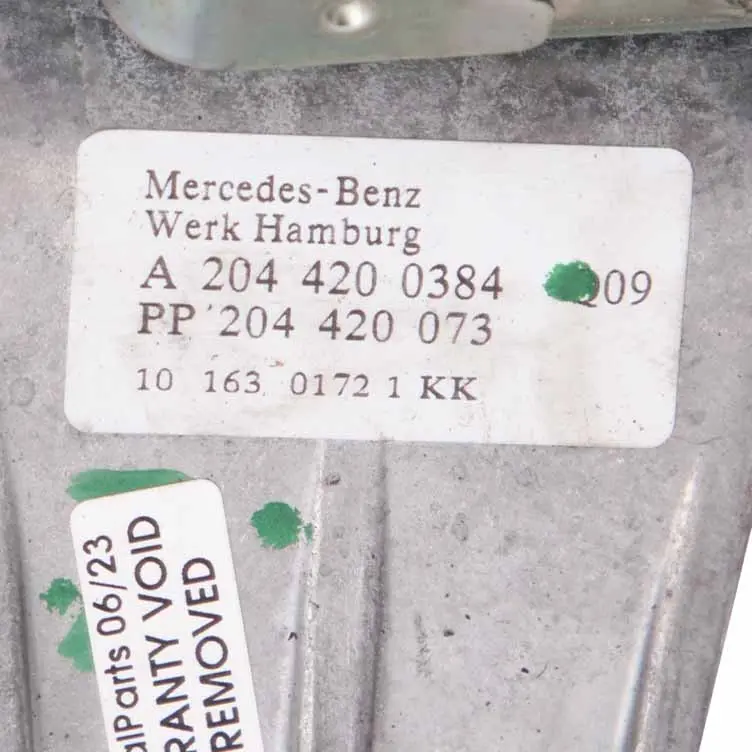 Mercedes-Benz
Werk Hamburg
A 204 420 0384 Q09
PP 204 420 073
10 163 0172 1 KK
alParts 06/23
RANTY VOID
REMOVED